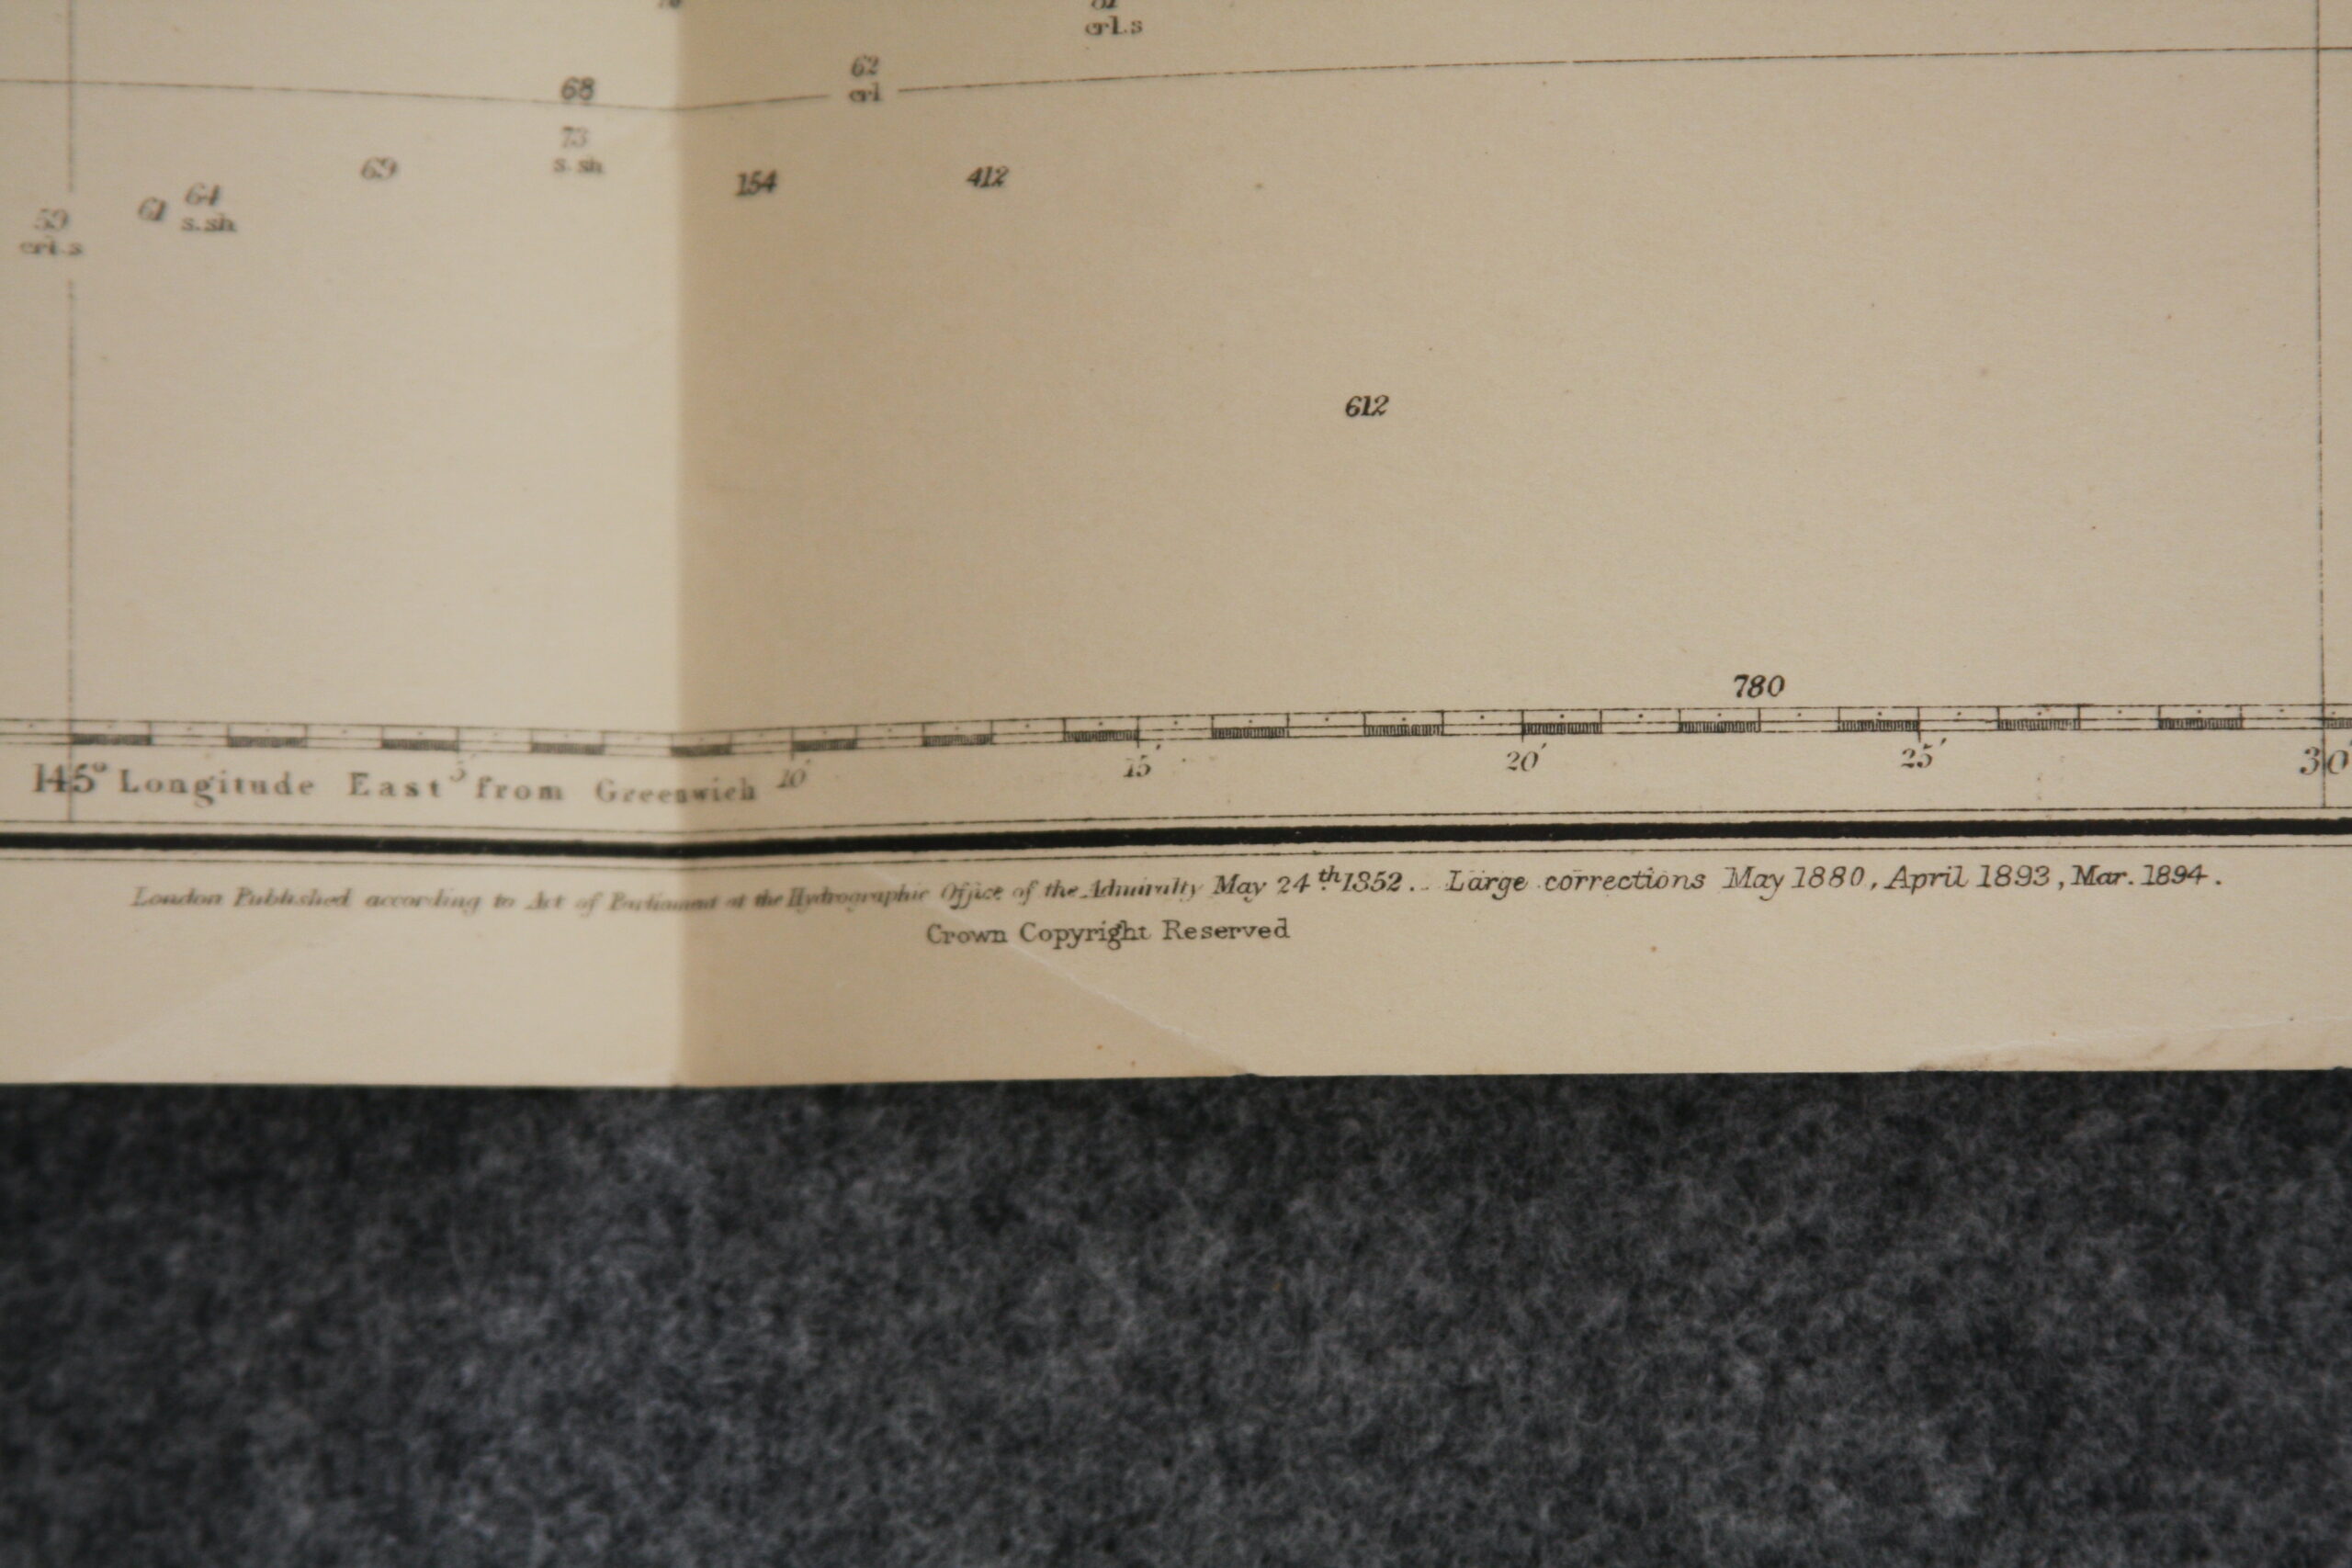 crl.s
62
crl
68
73
s.sh
69
154
412
64
s.sh
61
59
crl.s
612
780
145° Longitude East 5' from Greenwich 10' 15' 20' 25' 30'
London Published according to Act of Parliament at the Hydrographic Office of the Admiralty May 24th 1852. Large corrections May 1880, April 1893, Mar. 1894.
Crown Copyright Reserved